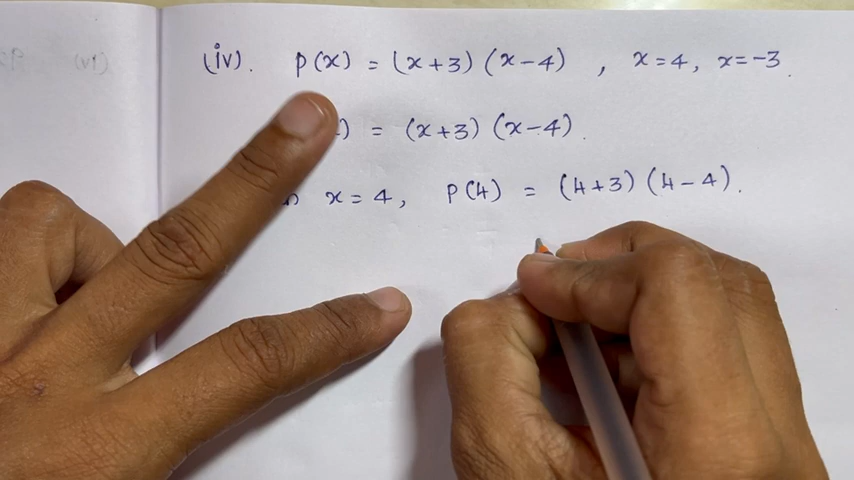 (iv). P(x) = (x+3) (x-4) , x=4, x=-3.
) = (x+3) (x-4).
x=4, P(4) = (4+3) (4-4).
(vi)